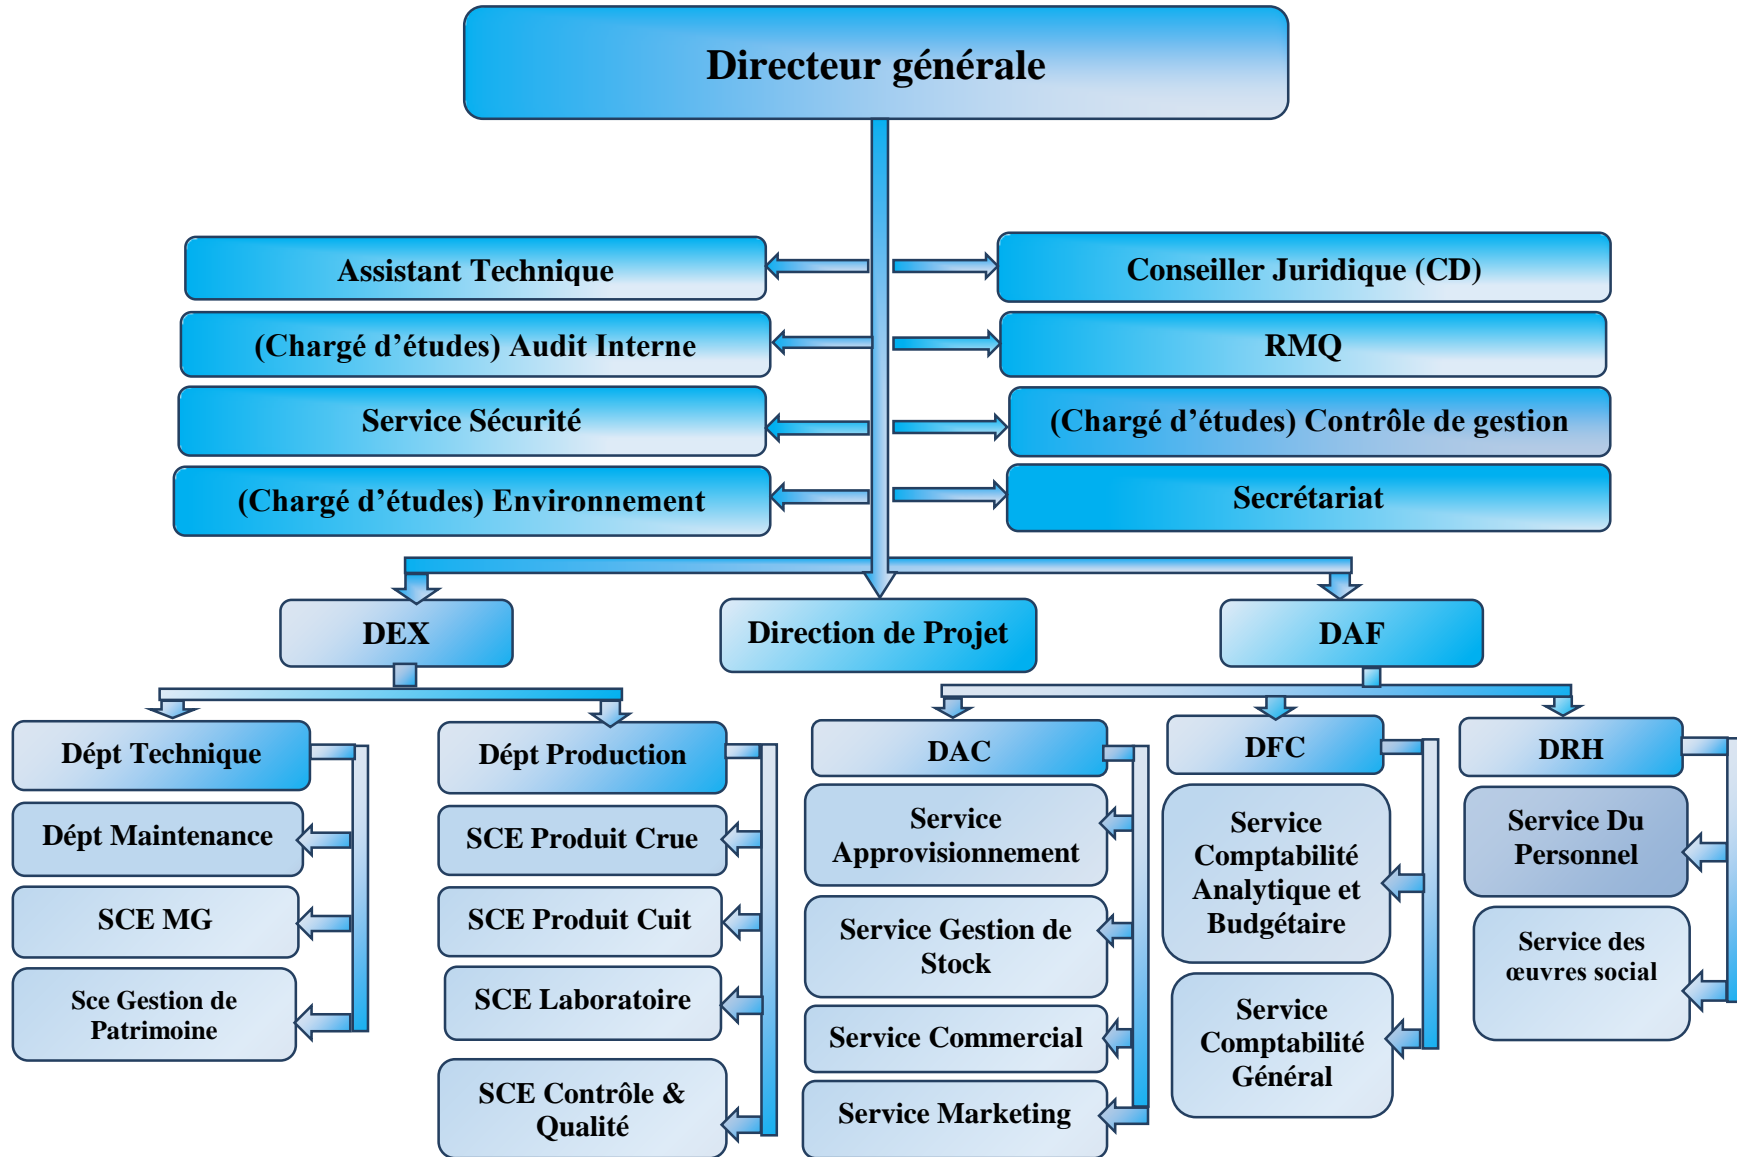 Directeur générale
Assistant Technique
Conseiller Juridique (CD)
(Chargé d’études) Audit Interne
RMQ
Service Sécurité
(Chargé d’études) Contrôle de gestion
(Chargé d’études) Environnement
Secrétariat
DEX
Direction de Projet
DAF
Dépt Technique
Dépt Maintenance
SCE MG
Sce Gestion de
Patrimoine
Dépt Production
SCE Produit Crue
SCE Produit Cuit
SCE Laboratoire
SCE Contrôle &
Qualité
DAC
Service
Approvisionnement
Service Gestion de
Stock
Service Commercial
Service Marketing
DFC
Service
Comptabilité
Analytique et
Budgétaire
Service
Comptabilité
Général
DRH
Service Du
Personnel
Service des
œuvres social